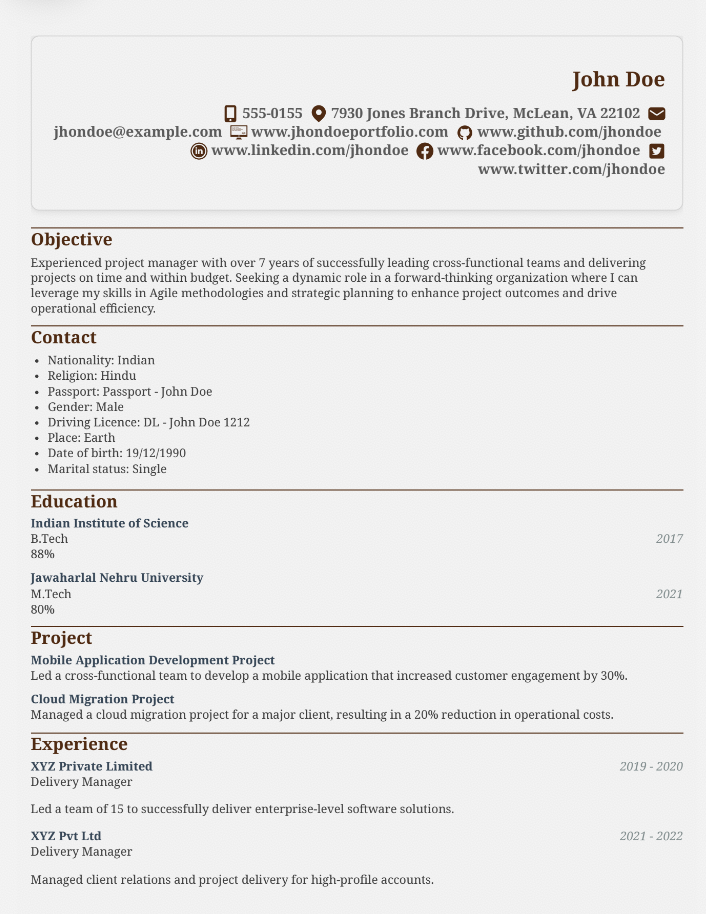 John Doe
555-0155 7930 Jones Branch Drive, McLean, VA 22102
jhondoe@example.com www.jhondoeportfolio.com www.github.com/jhondoe
www.linkedin.com/jhondoe www.facebook.com/jhondoe
www.twitter.com/jhondoe
Objective
Experienced project manager with over 7 years of successfully leading cross-functional teams and delivering
projects on time and within budget. Seeking a dynamic role in a forward-thinking organization where I can
leverage my skills in Agile methodologies and strategic planning to enhance project outcomes and drive
operational efficiency.
Contact
• Nationality: Indian
• Religion: Hindu
• Passport: Passport - John Doe
• Gender: Male
• Driving Licence: DL - John Doe 1212
• Place: Earth
• Date of birth: 19/12/1990
• Marital status: Single
Education
Indian Institute of Science
B.Tech 2017
88%
Jawaharlal Nehru University
M.Tech 2021
80%
Project
Mobile Application Development Project
Led a cross-functional team to develop a mobile application that increased customer engagement by 30%.
Cloud Migration Project
Managed a cloud migration project for a major client, resulting in a 20% reduction in operational costs.
Experience
XYZ Private Limited 2019 - 2020
Delivery Manager
Led a team of 15 to successfully deliver enterprise-level software solutions.
XYZ Pvt Ltd 2021 - 2022
Delivery Manager
Managed client relations and project delivery for high-profile accounts.